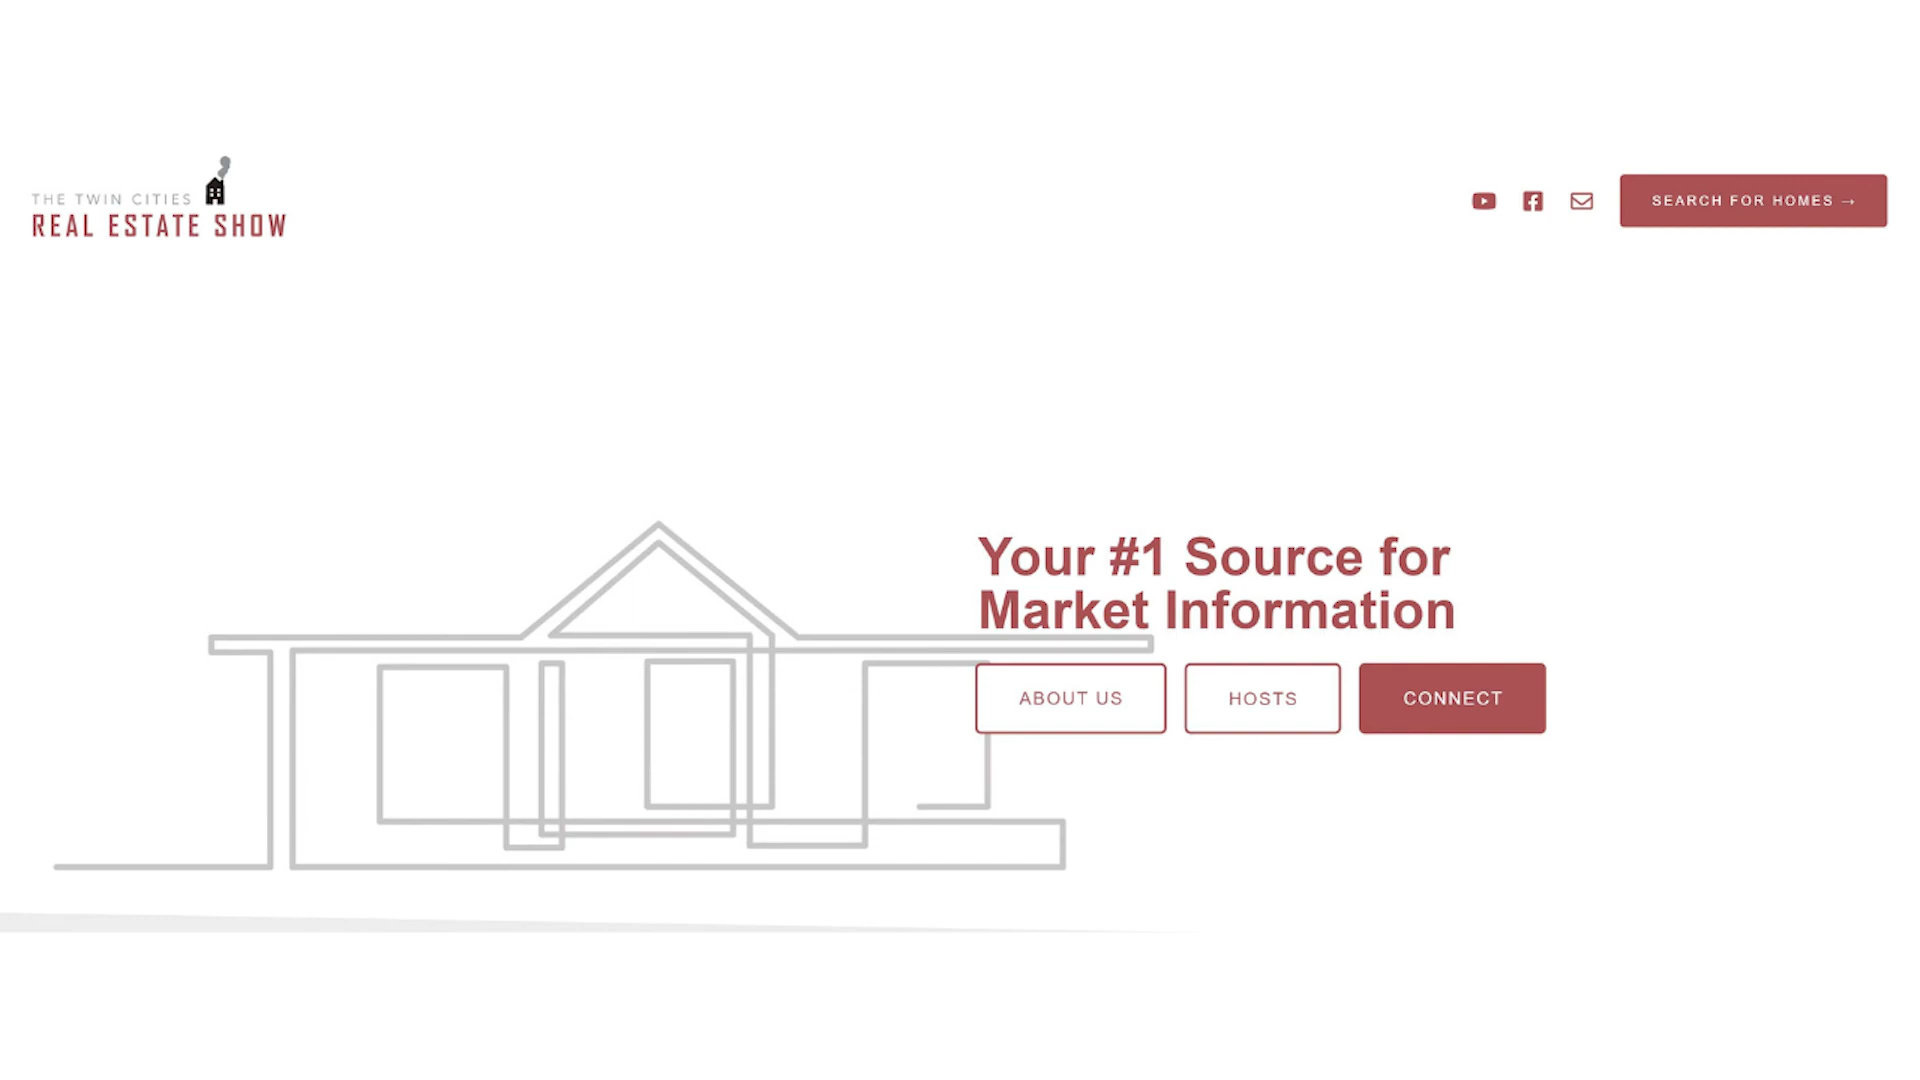 THE TWIN CITIES
REAL ESTATE SHOW
SEARCH FOR HOMES →
Your #1 Source for
Market Information
ABOUT US
HOSTS
CONNECT